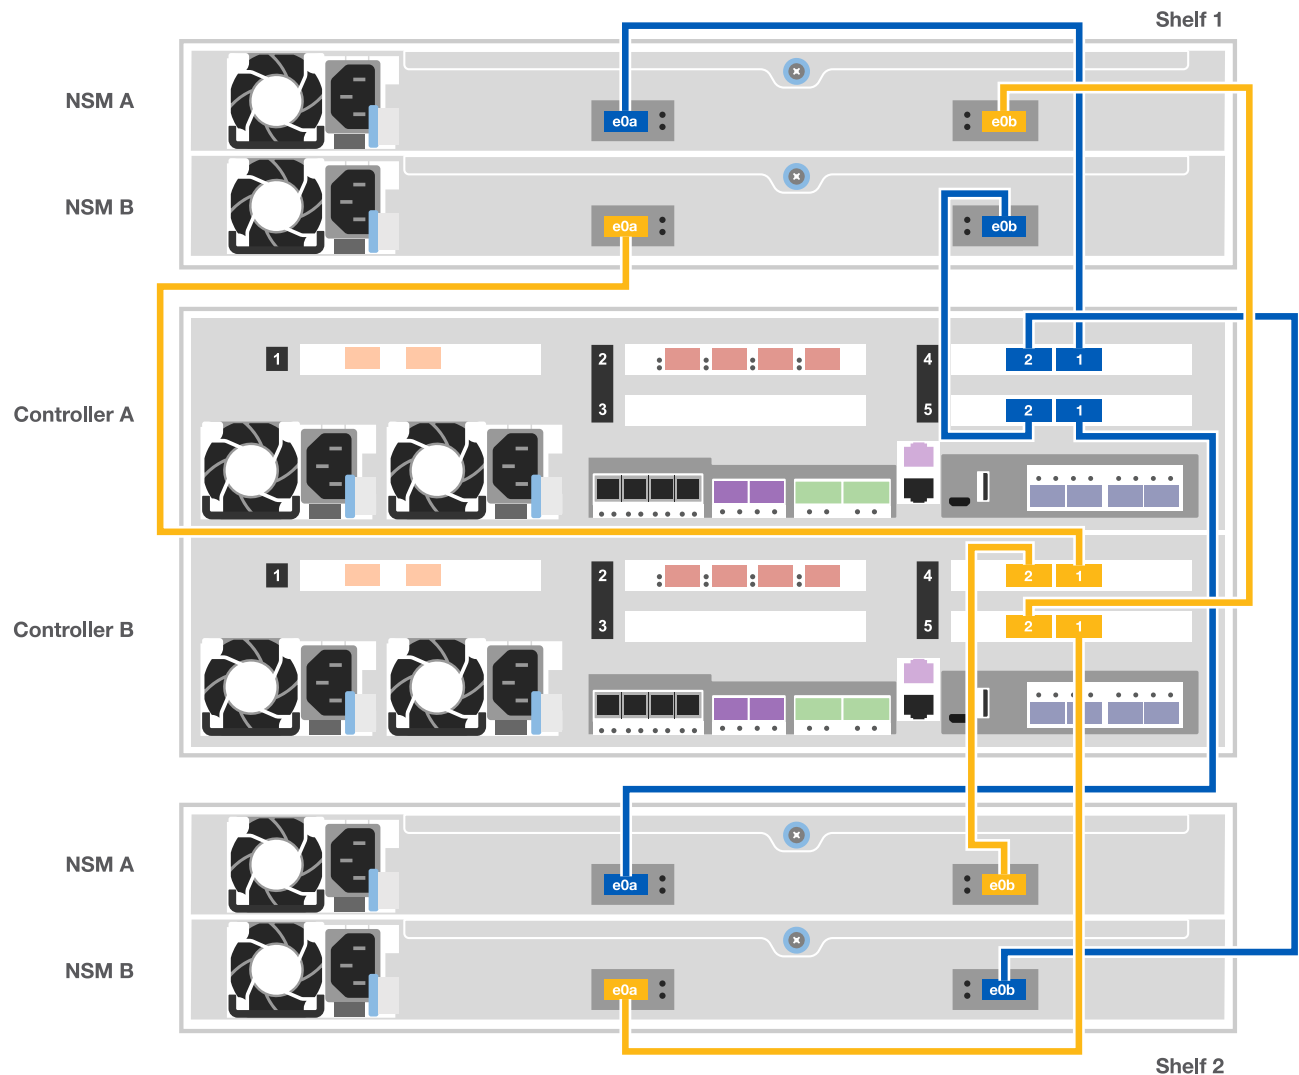 Shelf 1
NSM A
e0a
e0b
NSM B
e0a
e0b
Controller A
1
2
3
4
5
2 1
2 1
Controller B
1
2
3
4
5
2 1
2 1
NSM A
e0a
e0b
NSM B
e0a
e0b
Shelf 2